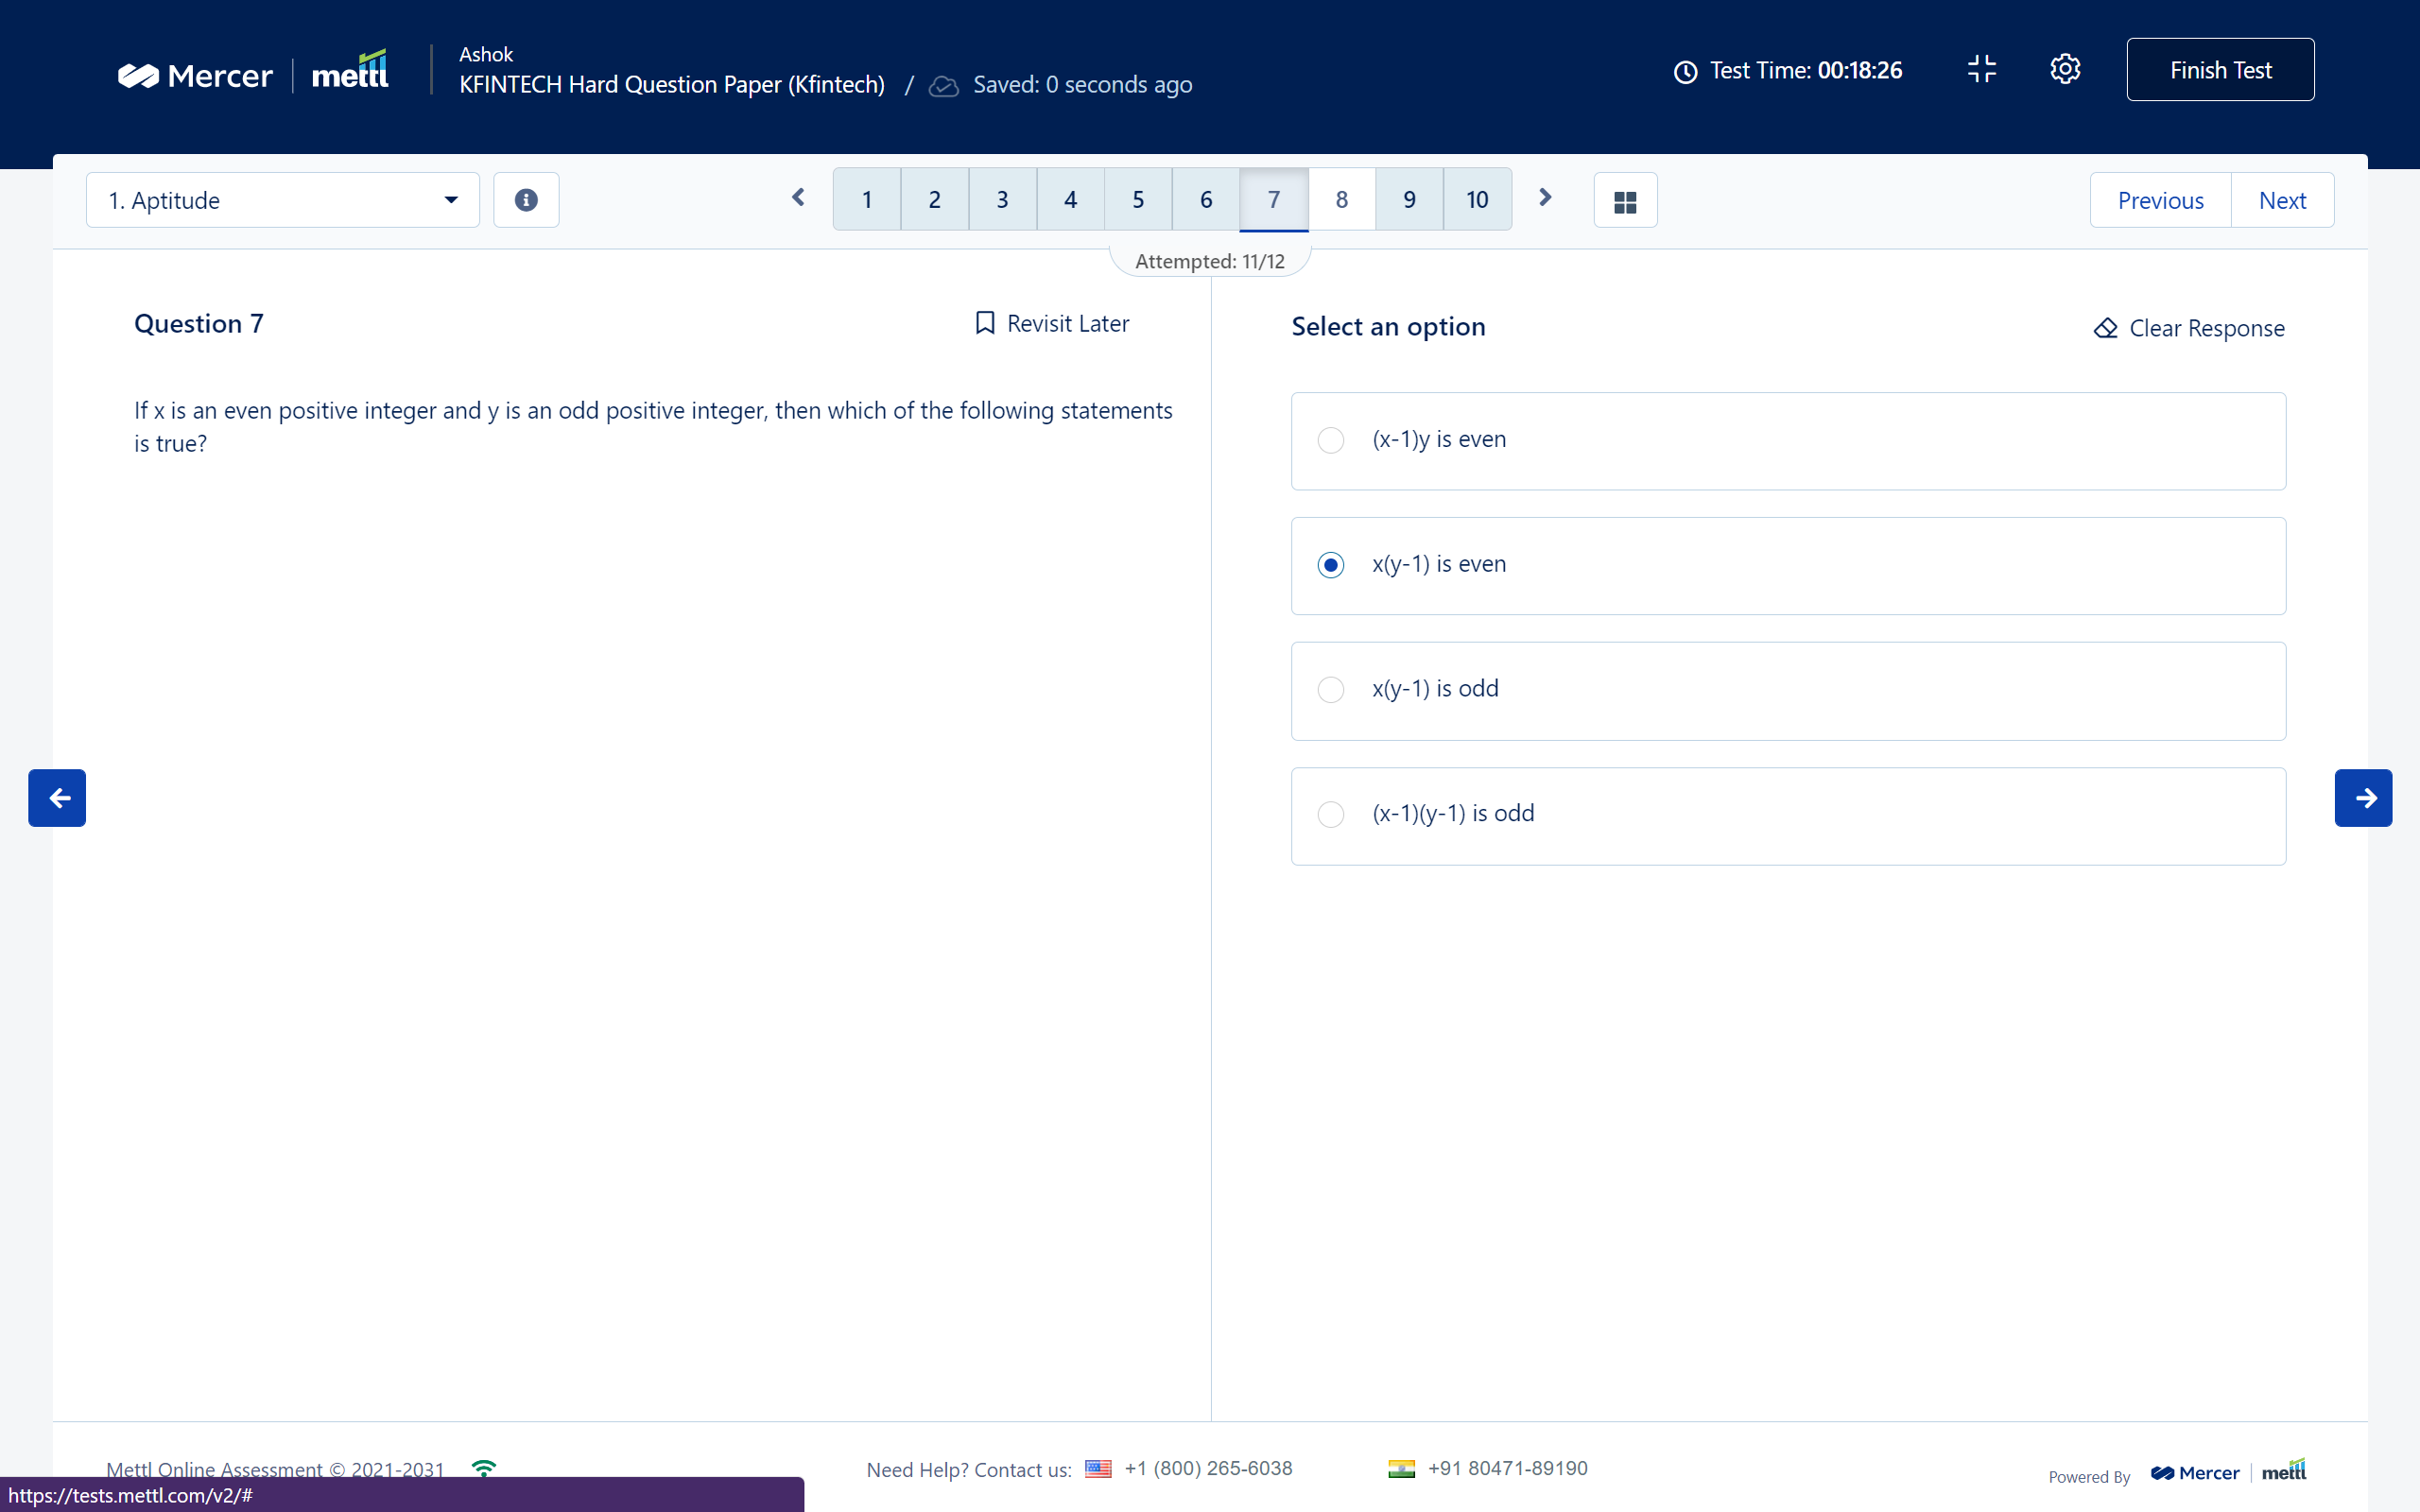 Mercer | mettl
Ashok
KFINTECH Hard Question Paper (Kfintech) / Saved: 0 seconds ago
Test Time: 00:18:26
Finish Test
1. Aptitude
1 2 3 4 5 6 7 8 9 10
Previous Next
Attempted: 11/12
Question 7
Revisit Later
If x is an even positive integer and y is an odd positive integer, then which of the following statements
is true?
Select an option
Clear Response
(x-1)y is even
x(y-1) is even
x(y-1) is odd
(x-1)(y-1) is odd
Mettl Online Assessment © 2021-2031
Need Help? Contact us: +1 (800) 265-6038 +91 80471-89190
Powered By Mercer | mettl
https://tests.mettl.com/v2/#